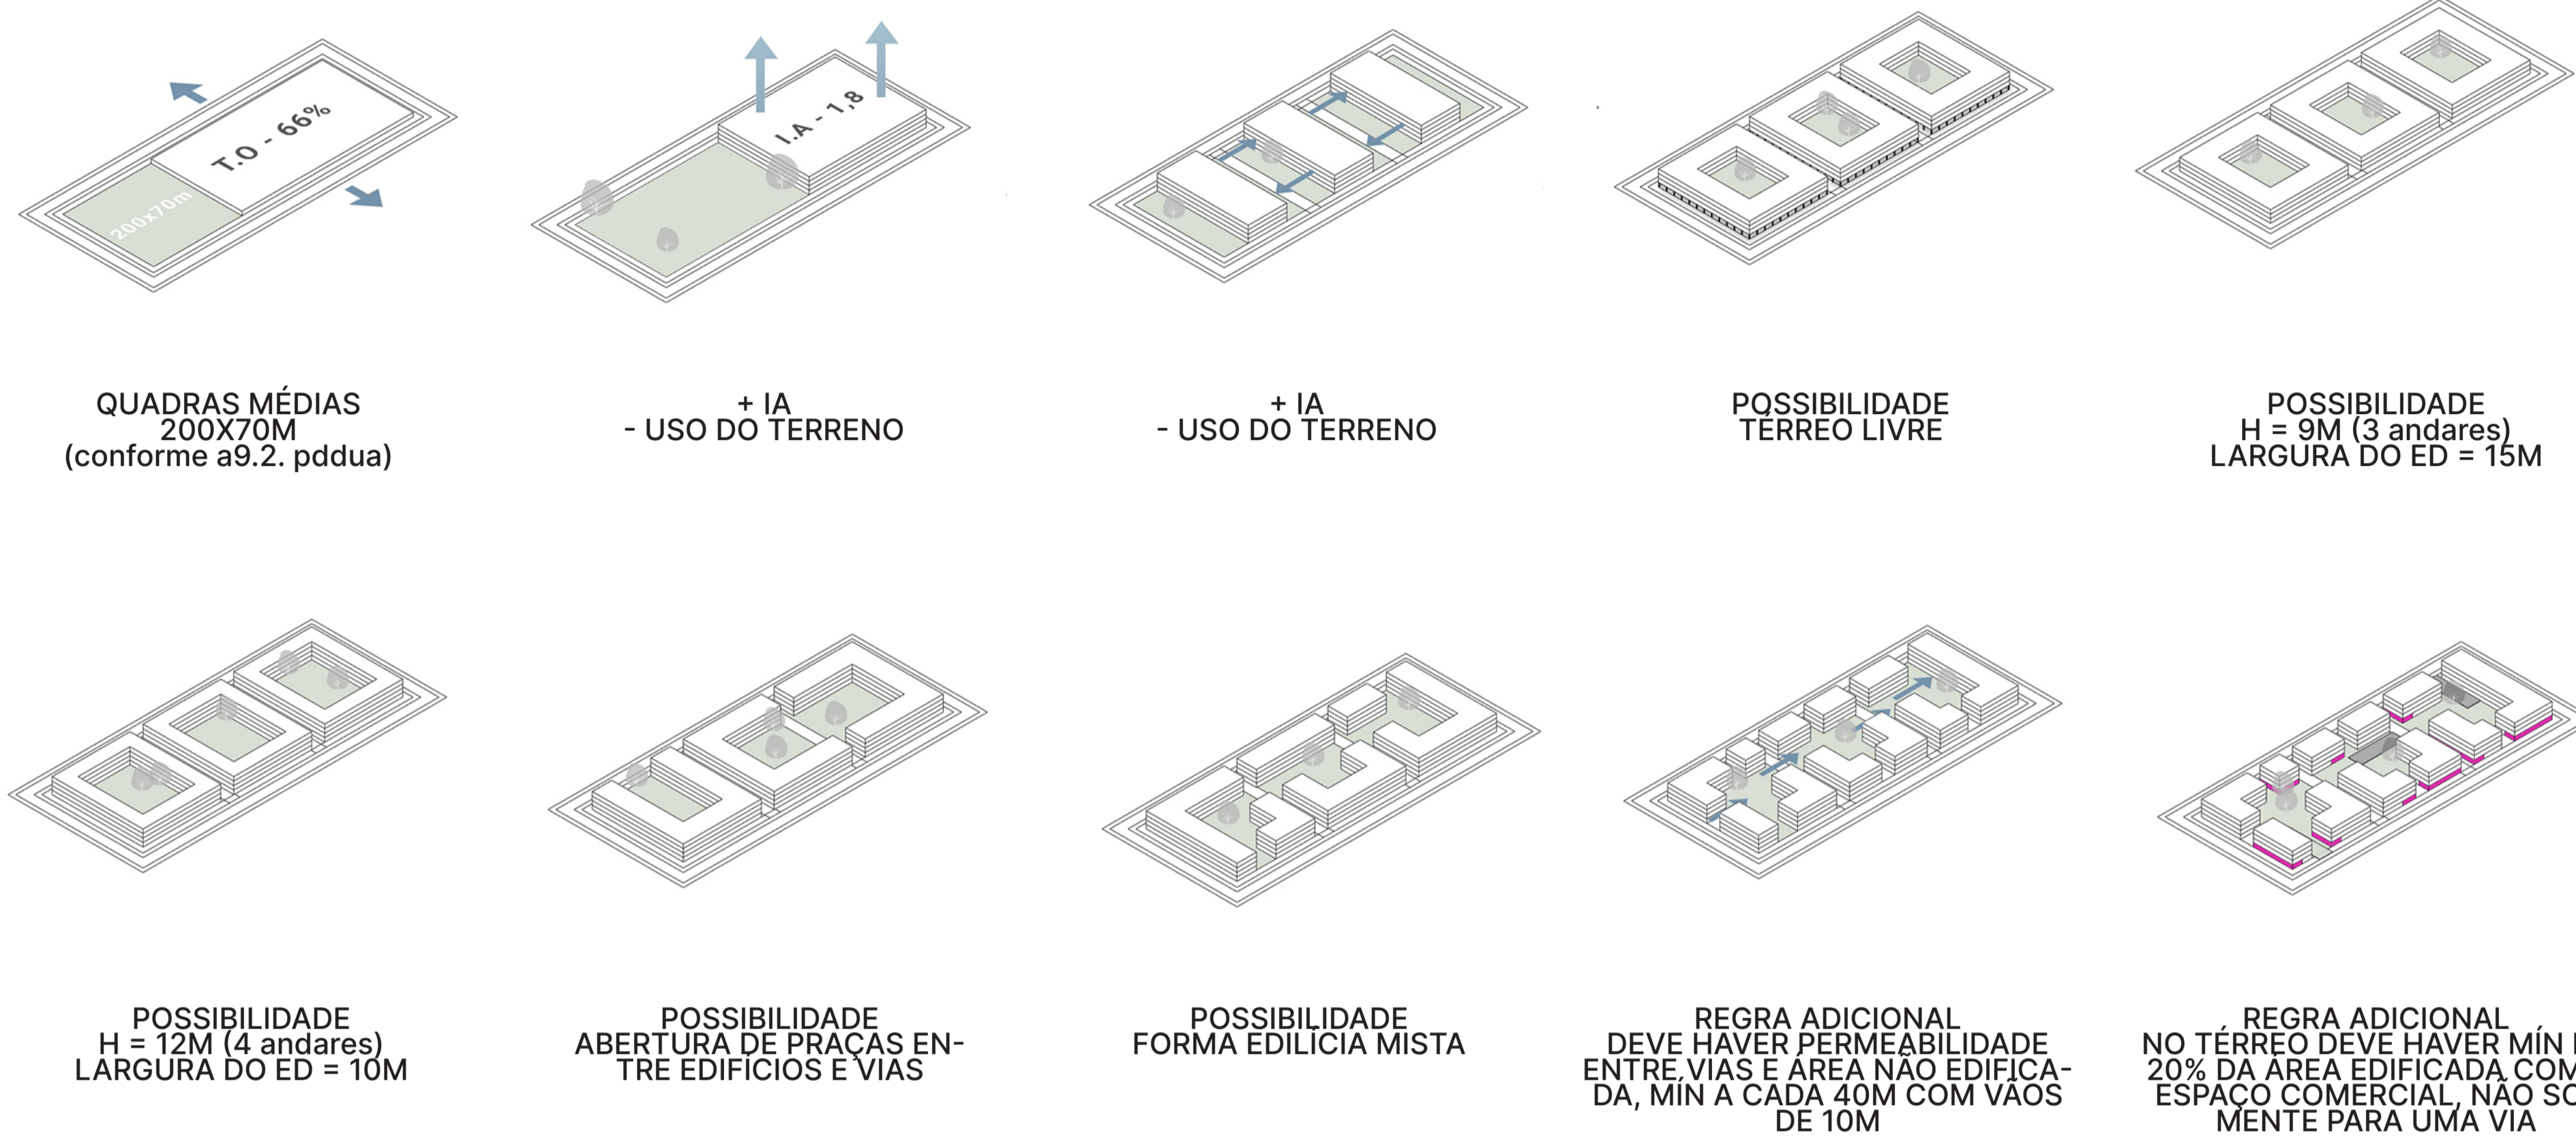 T.O - 66%
200x70m
QUADRAS MÉDIAS
200X70M
(conforme a9.2. pddua)
I.A - 1,8
+ IA
- USO DO TERRENO
+ IA
- USO DO TERRENO
POSSIBILIDADE
TÉRREO LIVRE
POSSIBILIDADE
H = 9M (3 andares)
LARGURA DO ED = 15M
POSSIBILIDADE
H = 12M (4 andares)
LARGURA DO ED = 10M
POSSIBILIDADE
ABERTURA DE PRAÇAS EN-
TRE EDIFÍCIOS E VIAS
POSSIBILIDADE
FORMA EDILÍCIA MISTA
REGRA ADICIONAL
DEVE HAVER PERMEABILIDADE
ENTRE VIAS E ÁREA NÃO EDIFICA-
DA, MÍN A CADA 40M COM VÃOS
DE 10M
REGRA ADICIONAL
NO TÉRREO DEVE HAVER MÍN
20% DA ÁREA EDIFICADA COM
ESPAÇO COMERCIAL, NÃO SO
MENTE PARA UMA VIA